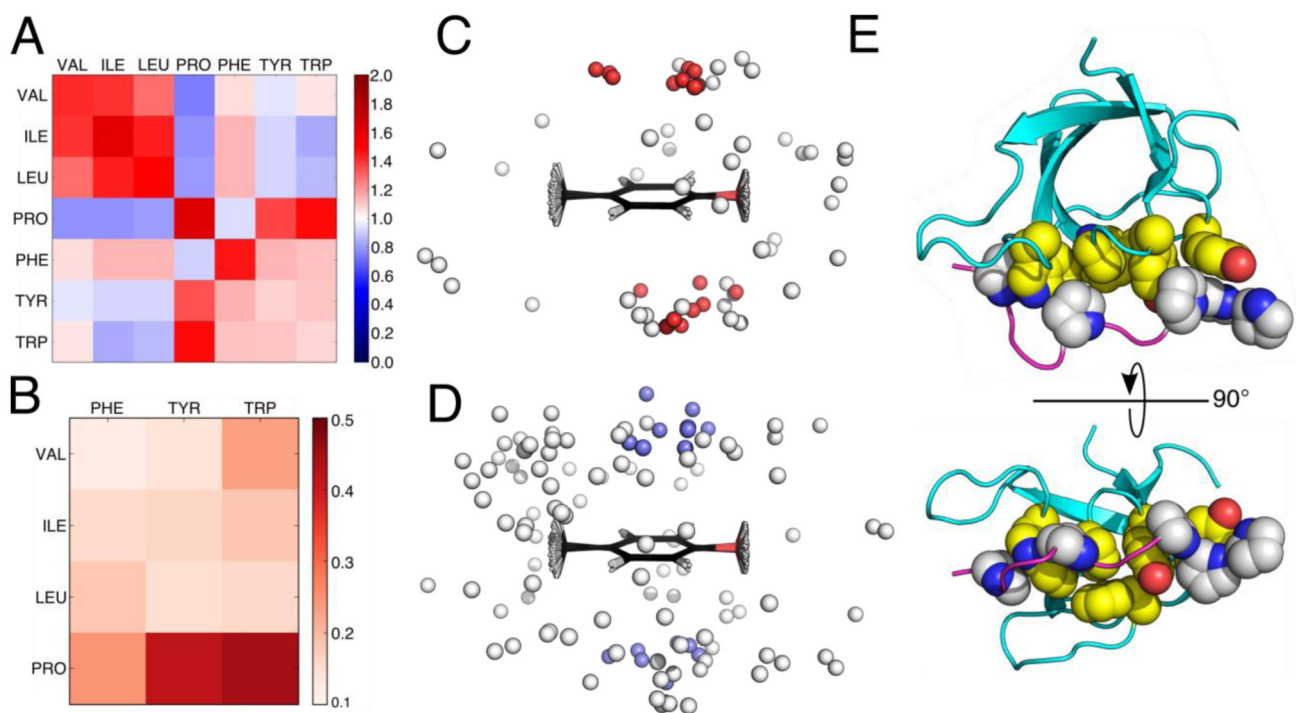 A
VAL ILE LEU PRO PHE TYR TRP
VAL
ILE
LEU
PRO
PHE
TYR
TRP
2.0
1.8
1.6
1.4
1.2
1.0
0.8
0.6
0.4
0.2
0.0
B
PHE TYR TRP
VAL
ILE
LEU
PRO
0.5
0.4
0.3
0.2
0.1
C
D
E
90°